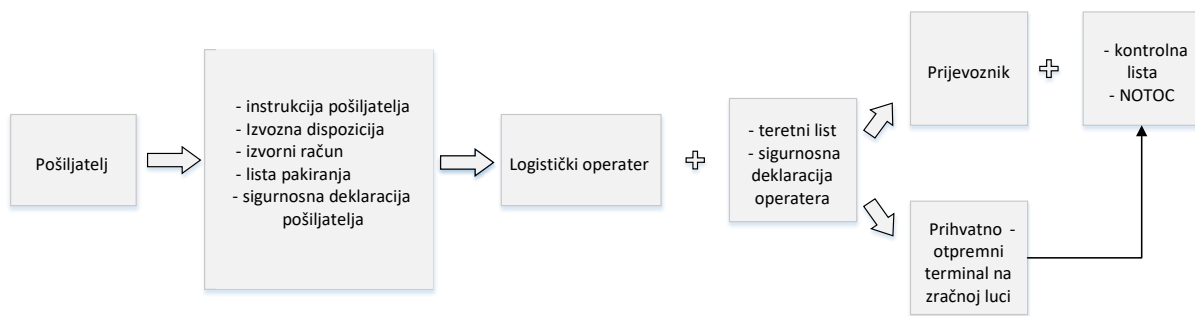 Pošiljatelj
- instrukcija pošiljatelja
- Izvozna dispozicija
- izvorni račun
- lista pakiranja
- sigurnosna deklaracija
pošiljatelja
Logistički operater
- teretni list
- sigurnosna
deklaracija
operatera
Prijevoznik
- kontrolna
lista
- NOTOC
Prihvatno -
otpremni
terminal na
zračnoj luci